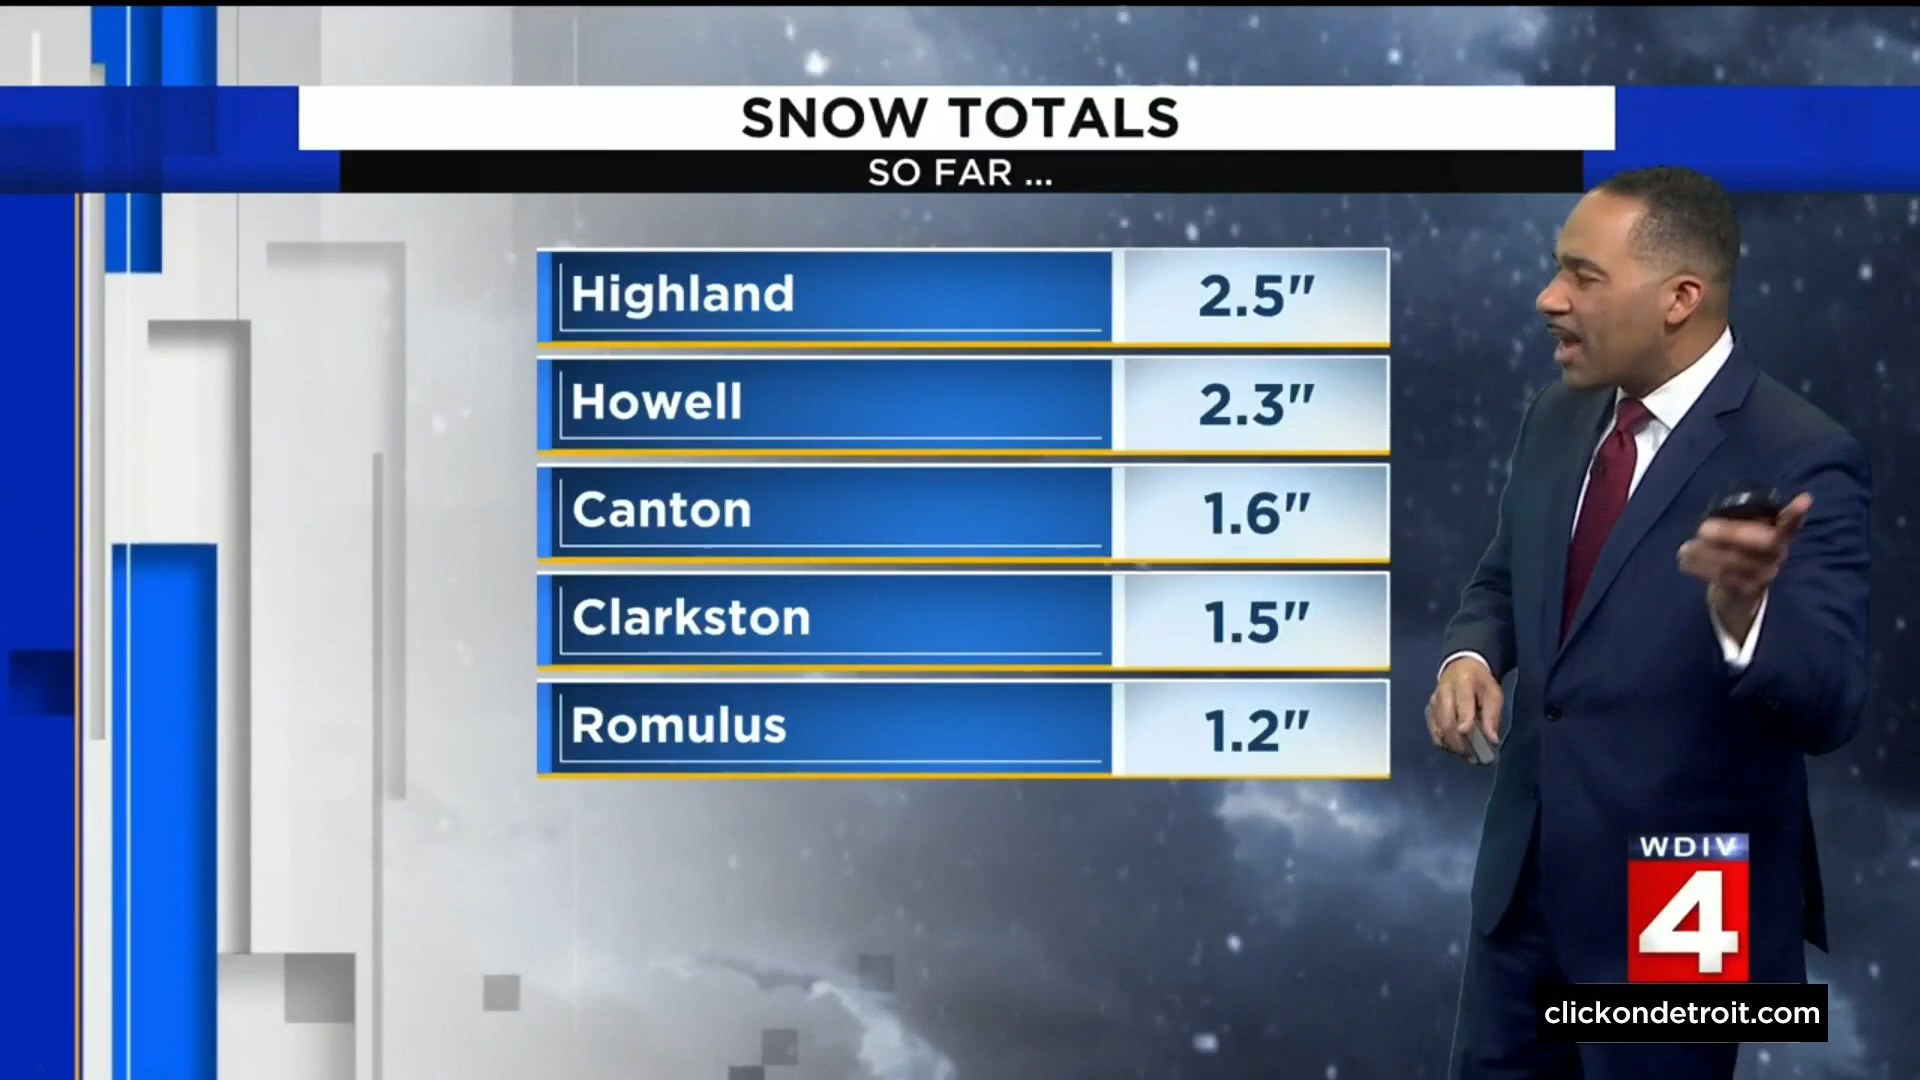 SNOW TOTALS
SO FAR ...
Highland 2.5"
Howell 2.3"
Canton 1.6"
Clarkston 1.5"
Romulus 1.2"
WDIV
4
clickondetroit.com